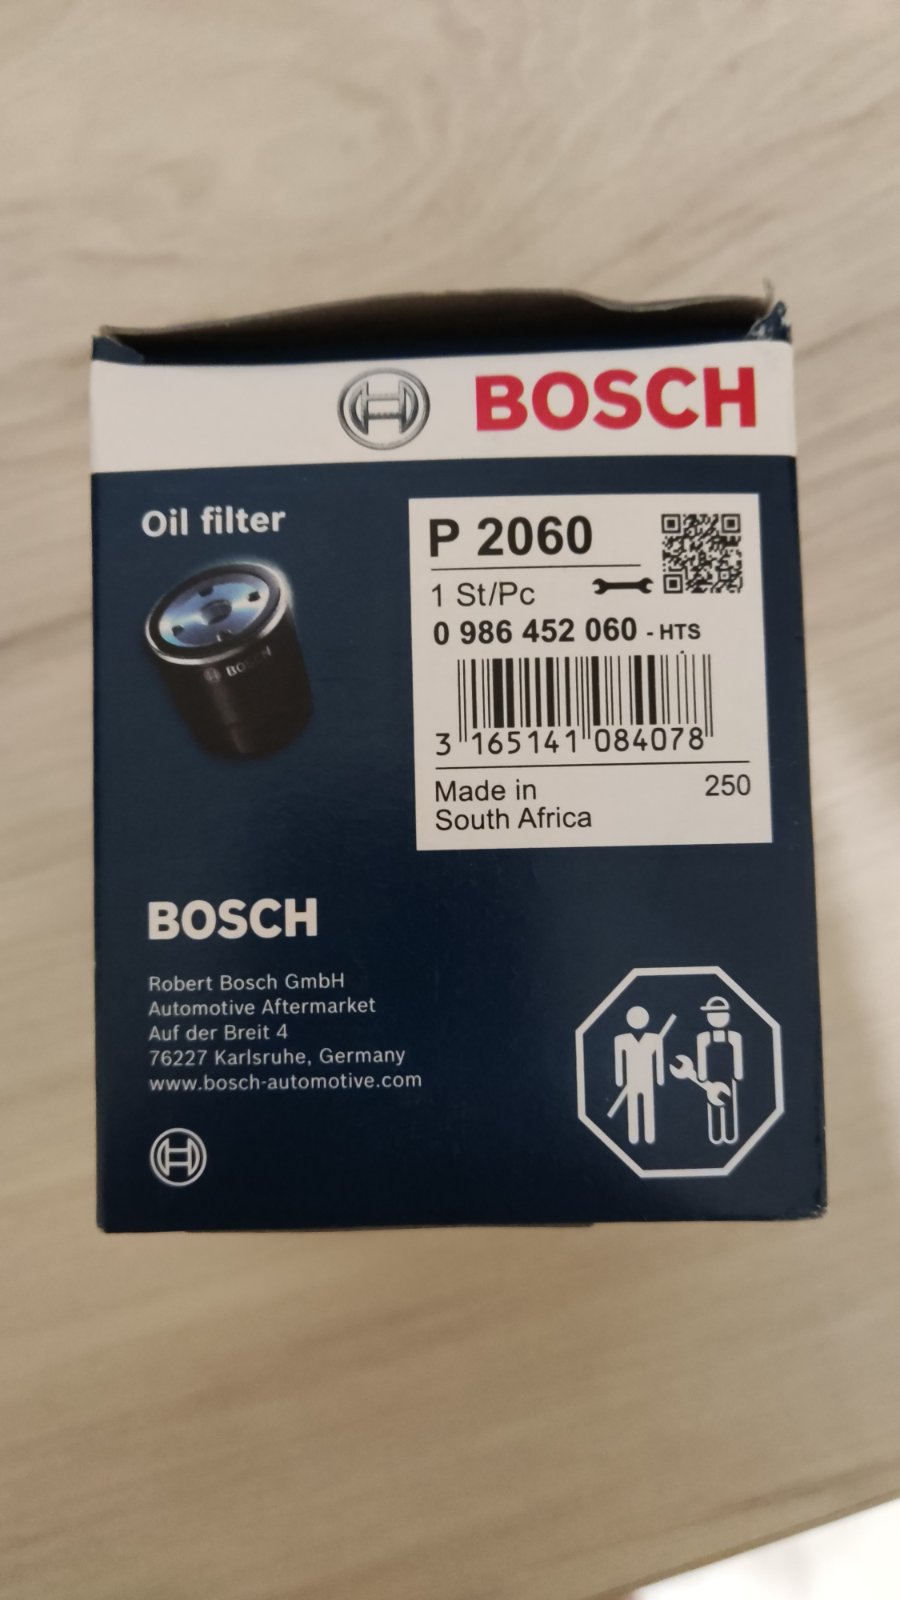 BOSCH
Oil filter
BOSCH
P 2060
1 St/Pc
0 986 452 060 - HTS
3 165141 084078
Made in 250
South Africa
BOSCH
Robert Bosch GmbH
Automotive Aftermarket
Auf der Breit 4
76227 Karlsruhe, Germany
www.bosch-automotive.com